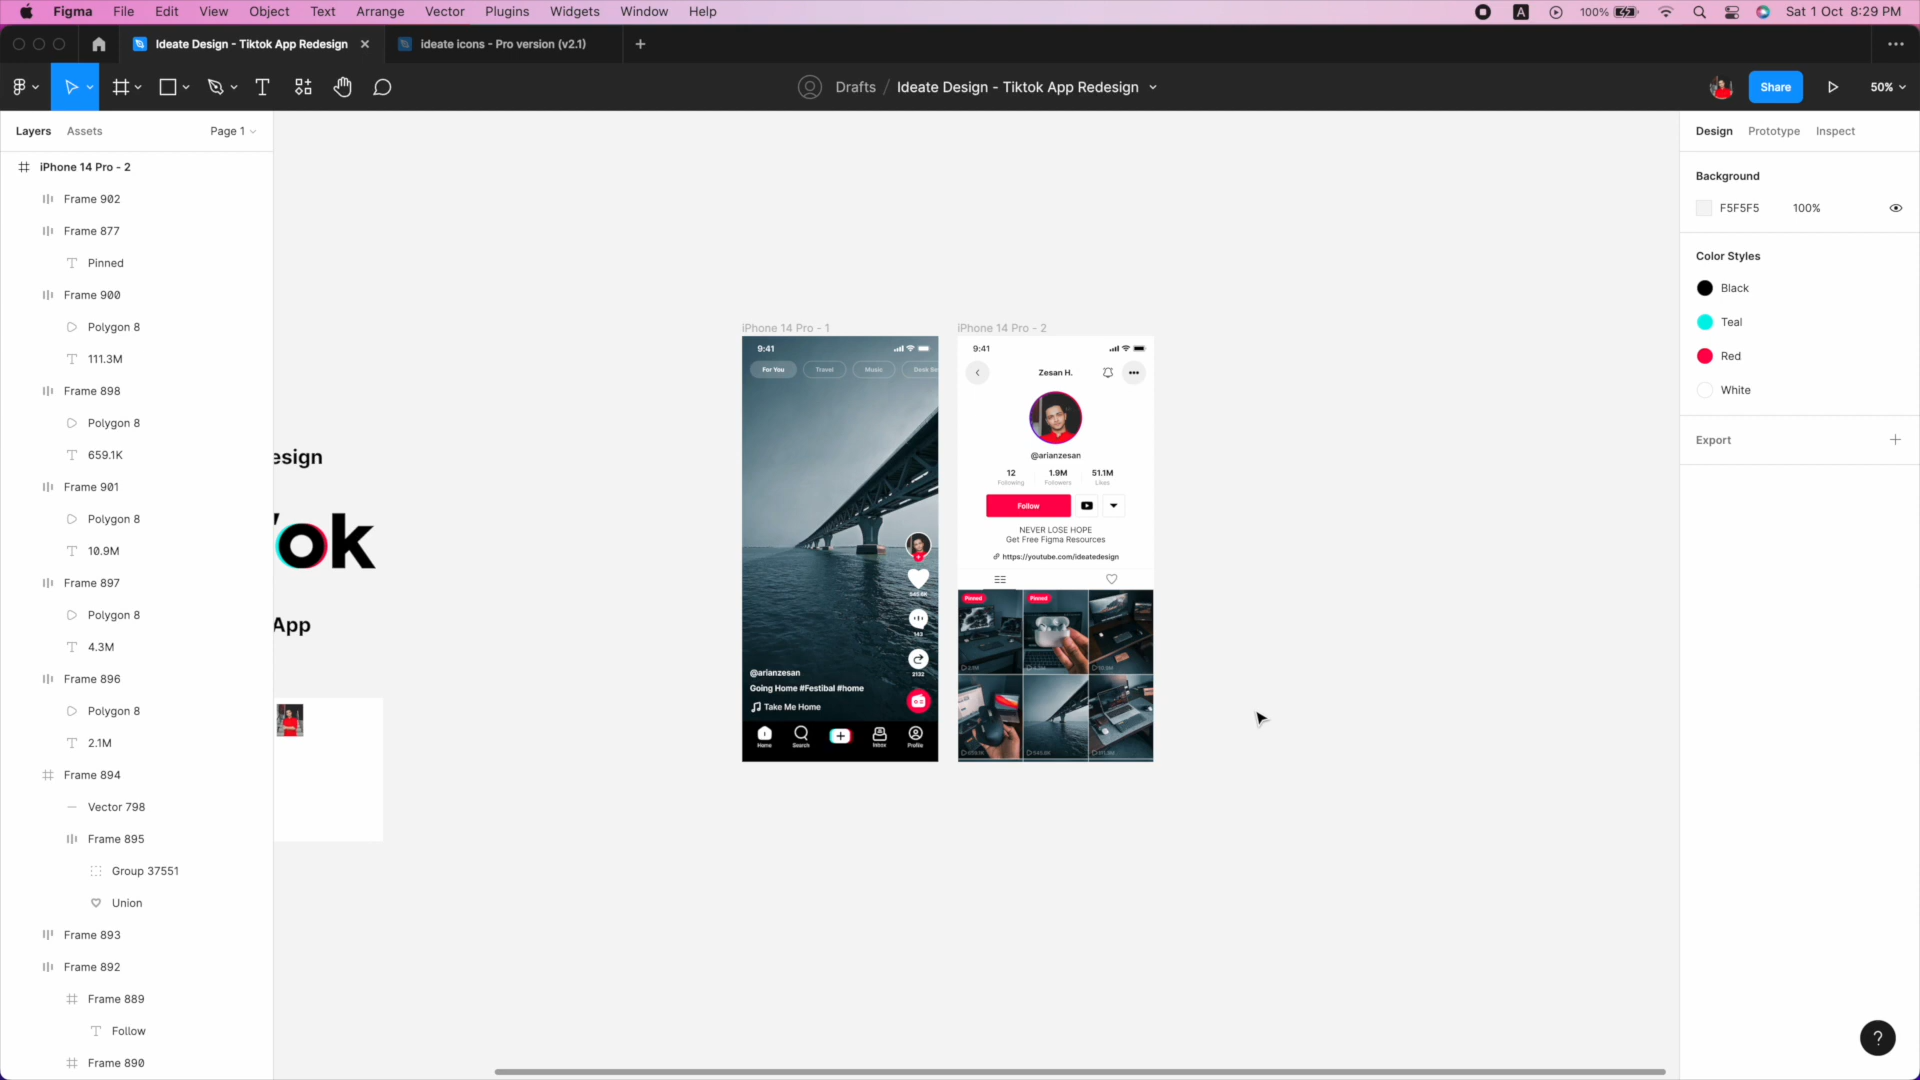 Figma File Edit View Object Text Arrange Vector Plugins Widgets Window Help
A 100% Sat 1 Oct 8:29 PM
Ideate Design - Tiktok App Redesign
ideate icons - Pro version (v2.1)
Drafts / Ideate Design - Tiktok App Redesign
Share
50%
Layers Assets Page 1
iPhone 14 Pro - 2
Frame 902
Frame 877
Pinned
Frame 900
Polygon 8
111.3M
Frame 898
Polygon 8
659.1K
Frame 901
Polygon 8
10.9M
Frame 897
Polygon 8
4.3M
Frame 896
Polygon 8
2.1M
Frame 894
Vector 798
Frame 895
Group 37551
Union
Frame 893
Frame 892
Frame 889
Follow
Frame 890
esign
ok
App
iPhone 14 Pro - 1
9:41
For You Travel Music
143
2132
@arianzesan
Going Home #Festibal #home
Take Me Home
Home Search Inbox Profile
iPhone 14 Pro - 2
9:41
Zesan H.
@arianzesan
12 1.9M 51.1M
Following Followers Likes
Follow
NEVER LOSE HOPE
Get Free Figma Resources
https://youtube.com/ideatedesign
Pinned Pinned
Design Prototype Inspect
Background
F5F5F5 100%
Color Styles
Black
Teal
Red
White
Export
?